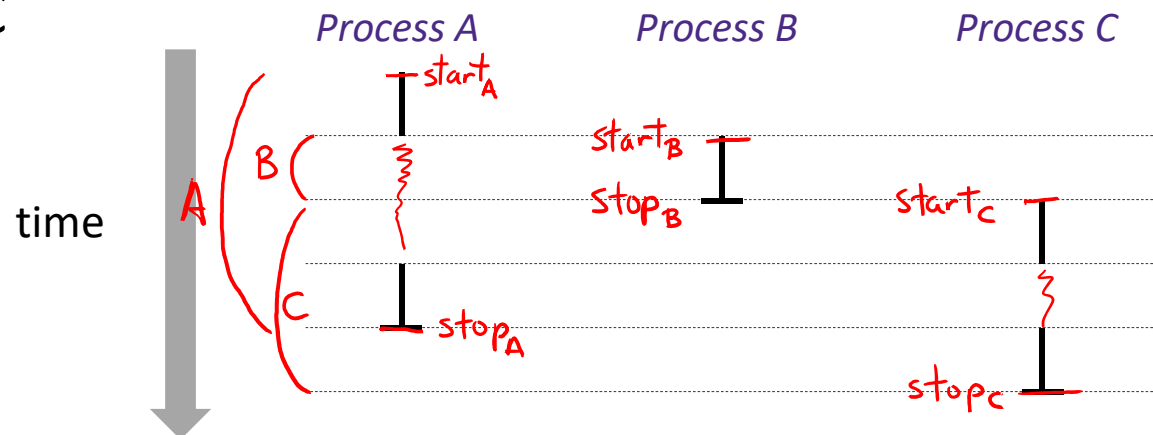 Process A Process B Process C
start_A
start_B
B
A
stop_B
start_C
time
C
stop_A
stop_C